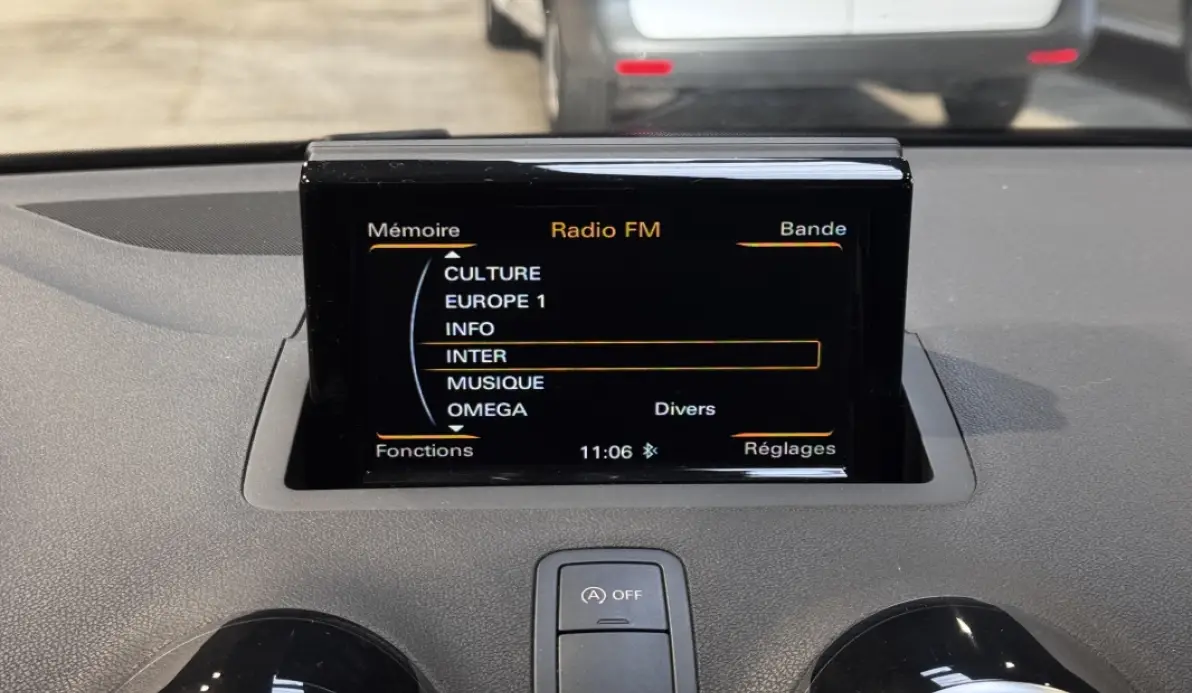 Mémoire Radio FM Bande
CULTURE
EUROPE 1
INFO
INTER
MUSIQUE
OMEGA Divers
Fonctions 11:06 Réglages
A OFF